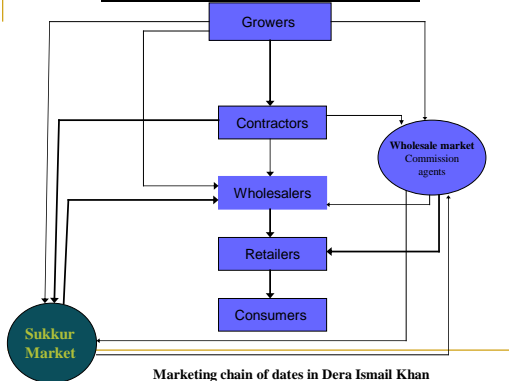 Growers
Contractors
Wholesale market
Commission
agents
Wholesalers
Retailers
Consumers
Sukkur
Market
Marketing chain of dates in Dera Ismail Khan